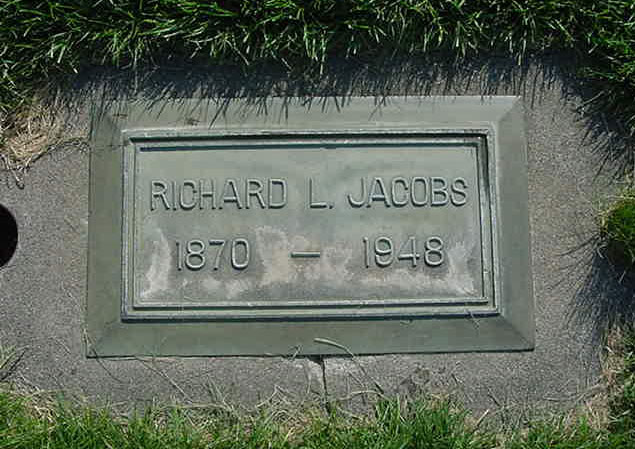 RICHARD L. JACOBS
1870 — 1948